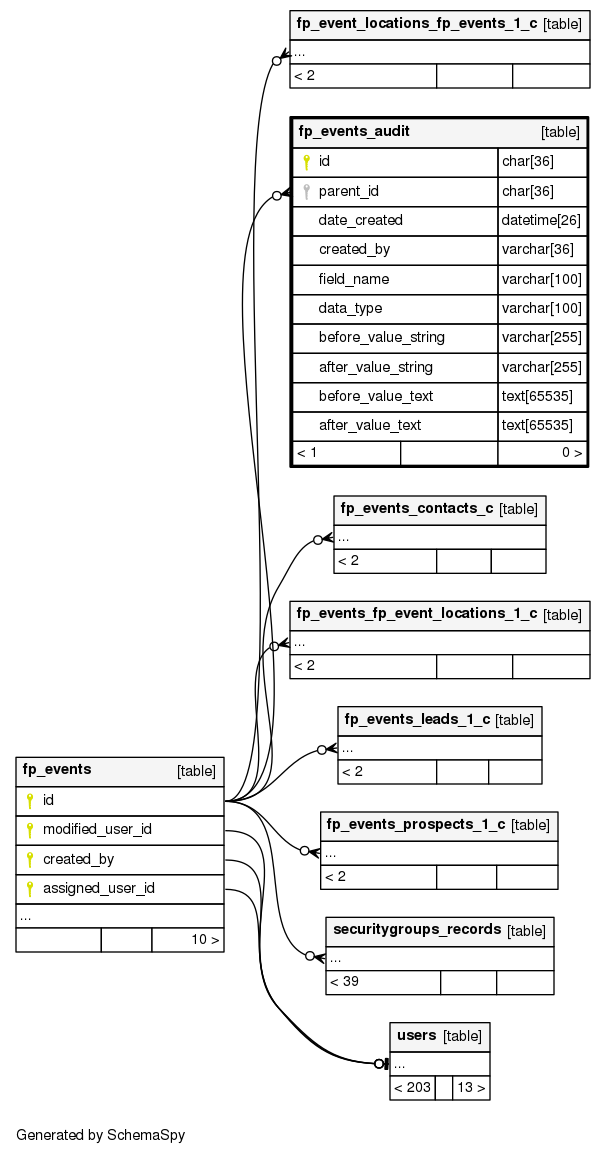 fp_event_locations_fp_events_1_c [table]
...
< 2
fp_events_audit [table]
id char[36]
parent_id char[36]
date_created datetime[26]
created_by varchar[36]
field_name varchar[100]
data_type varchar[100]
before_value_string varchar[255]
after_value_string varchar[255]
before_value_text text[65535]
after_value_text text[65535]
< 1 0 >
fp_events_contacts_c [table]
...
< 2
fp_events_fp_event_locations_1_c [table]
...
< 2
fp_events_leads_1_c [table]
...
< 2
fp_events [table]
id
modified_user_id
created_by
assigned_user_id
...
10 >
fp_events_prospects_1_c [table]
...
< 2
securitygroups_records [table]
...
< 39
users [table]
...
< 203 13 >
Generated by SchemaSpy